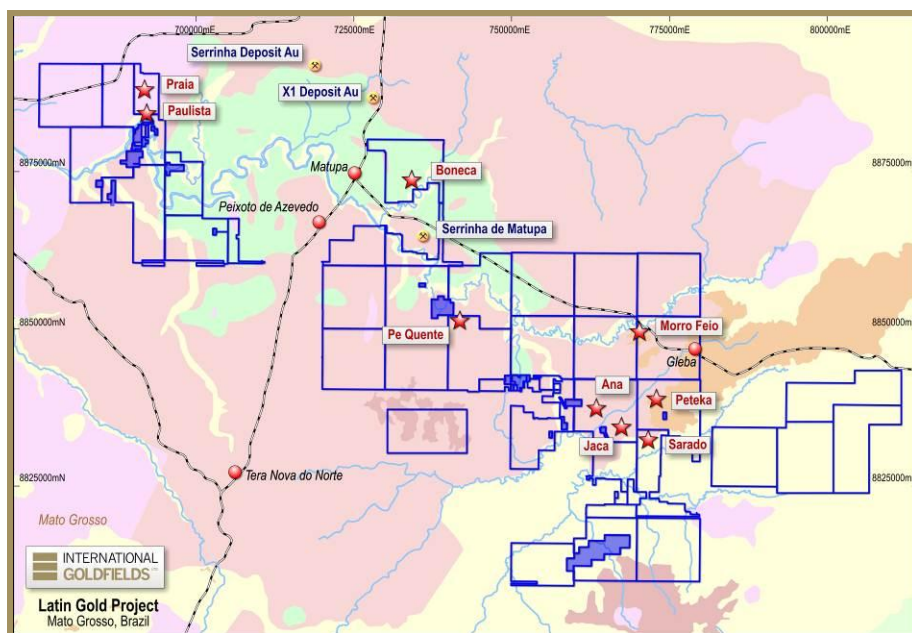 700000mE
725000mE
750000mE
775000mE
800000mE
Serrinha Deposit Au
X1 Deposit Au
Praia
Paulista
8875000mN
8875000mN
Matupa
Boneca
Peixoto de Azevedo
Serrinha de Matupa
8850000mN
8850000mN
Pe Quente
Morro Feio
Gleba
Ana
Peteka
Jaca
Sarado
8825000mN
8825000mN
Tera Nova do Norte
Mato Grosso
INTERNATIONAL
GOLDFIELDS
Latin Gold Project
Mato Grosso, Brazil